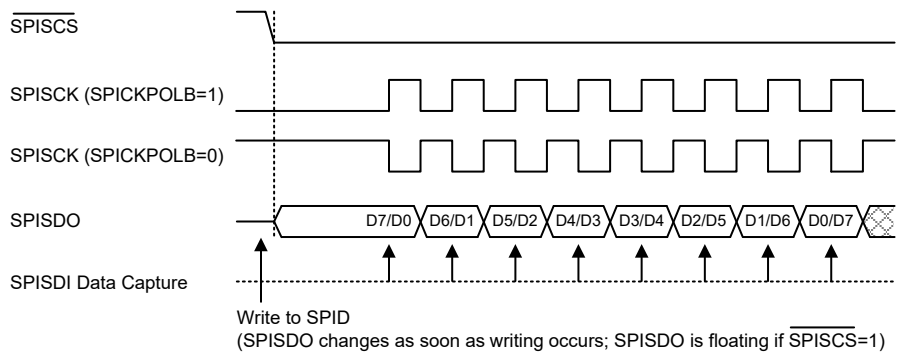 SPISCS
SPISCK (SPICKPOLB=1)
SPISCK (SPICKPOLB=0)
SPISDO
D7/D0 D6/D1 D5/D2 D4/D3 D3/D4 D2/D5 D1/D6 D0/D7
SPISDI Data Capture
Write to SPID
(SPISDO changes as soon as writing occurs; SPISDO is floating if SPISCS=1)